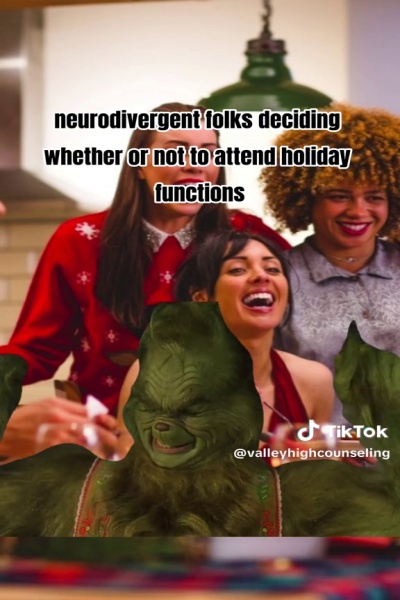 neurodivergent folks deciding
whether or not to attend holiday
functions
TikTok
@valleyhighcounseling